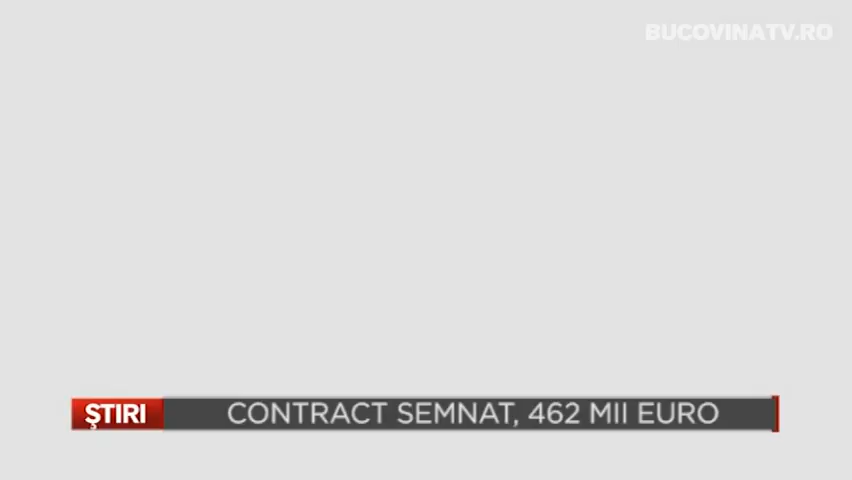 BUCOVINATV.RO
ŞTIRI
CONTRACT SEMNAT, 462 MII EURO